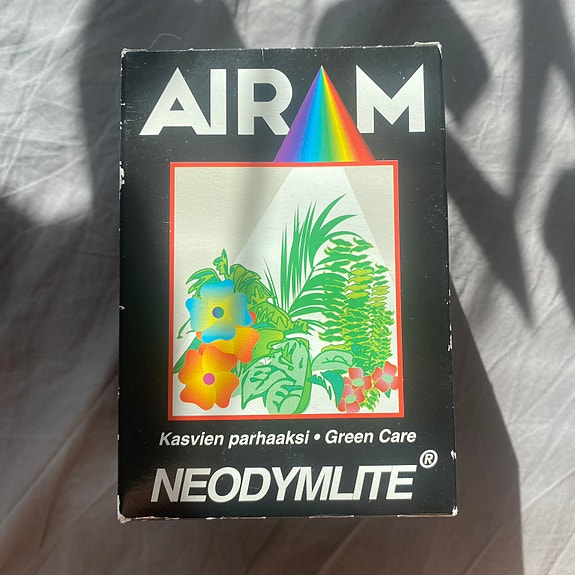 AIRAM
Kasvien parhaaksi • Green Care
NEODYMLITE®